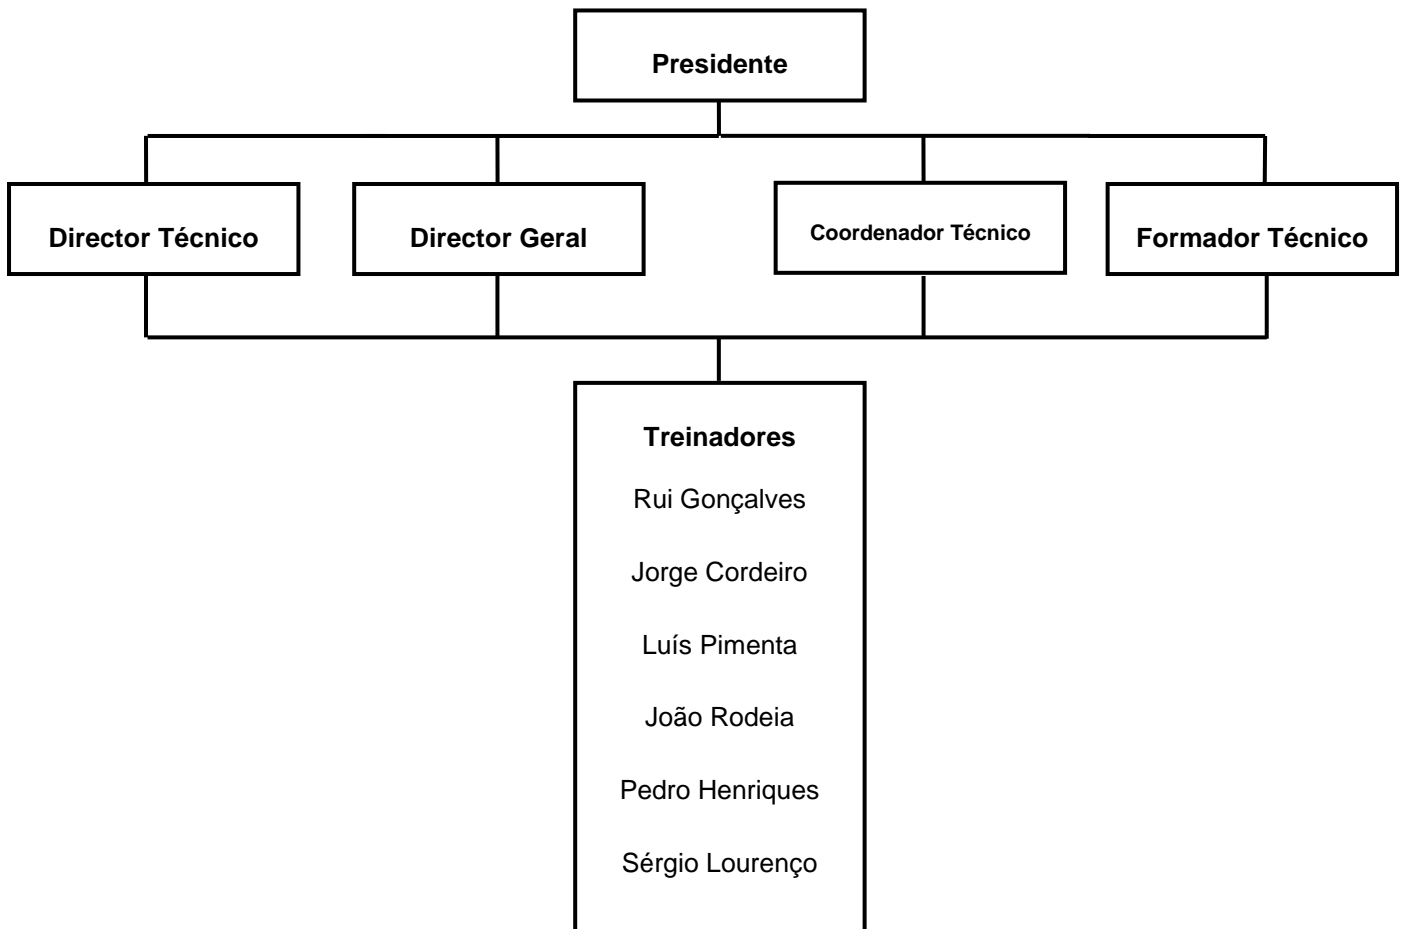 Presidente
Director Técnico
Director Geral
Coordenador Técnico
Formador Técnico
Treinadores
Rui Gonçalves
Jorge Cordeiro
Luís Pimenta
João Rodeia
Pedro Henriques
Sérgio Lourenço